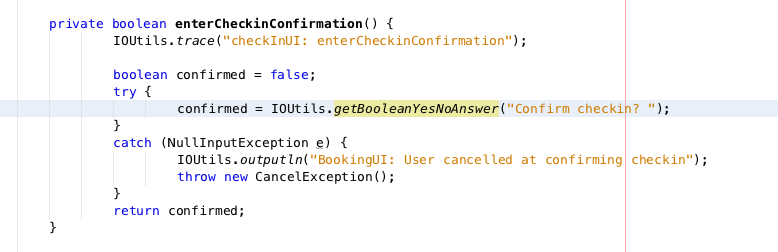 private boolean enterCheckinConfirmation() {
IOUtils.trace("checkInUI: enterCheckinConfirmation");
boolean confirmed = false;
try {
confirmed = IOUtils.getBooleanYesNoAnswer("Confirm checkin? ");
}
catch (NullInputException e) {
IOUtils.outputln("BookingUI: User cancelled at confirming checkin");
throw new CancelException();
}
return confirmed;
}